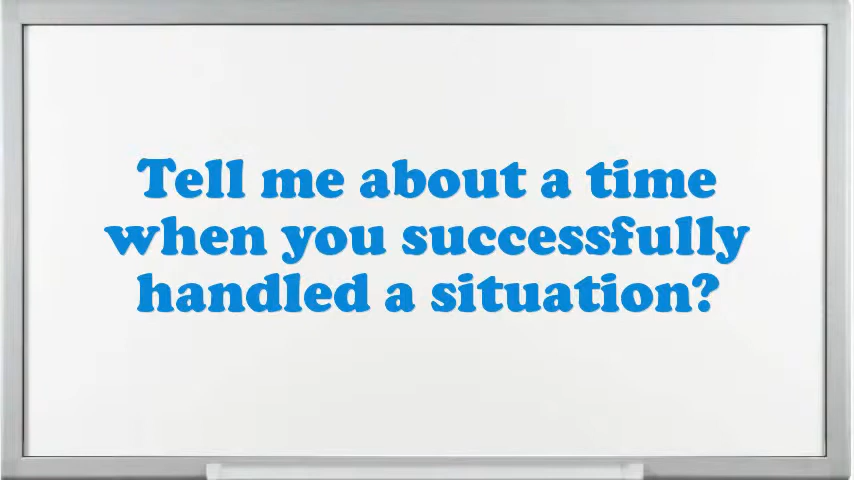 Tell me about a time
when you successfully
handled a situation?